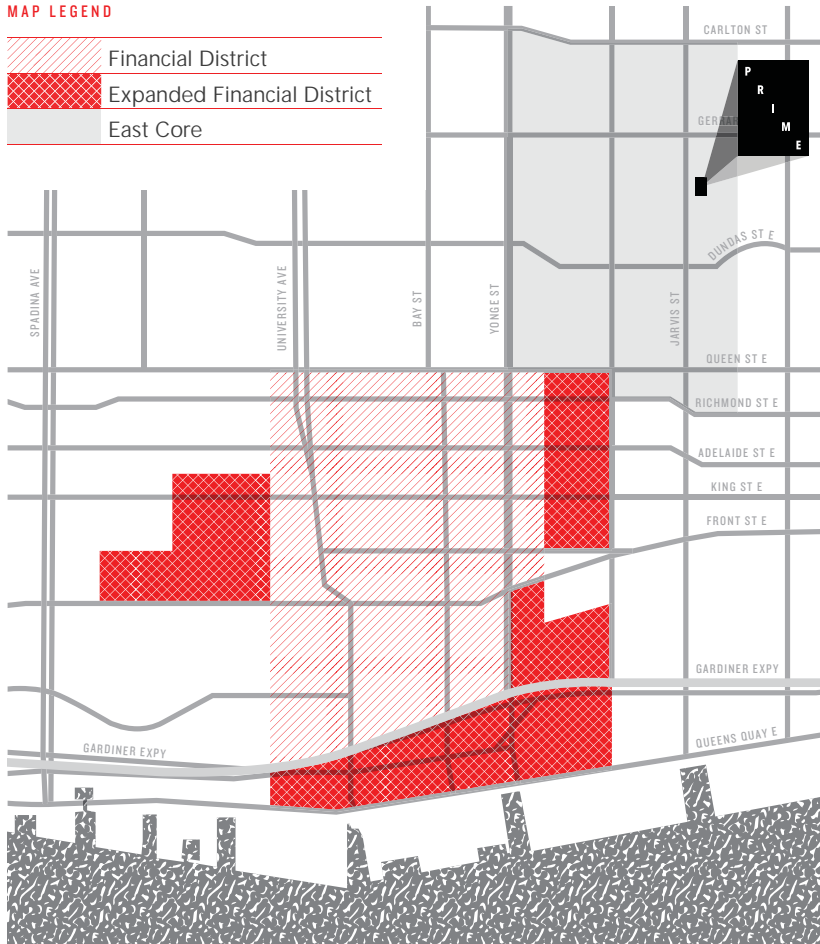 MAP LEGEND
Financial District
Expanded Financial District
East Core
CARLTON ST
P
R
I
M
E
DUNDAS ST E
SPADINA AVE
UNIVERSITY AVE
BAY ST
YONGE ST
JARVIS ST
QUEEN ST E
RICHMOND ST E
ADELAIDE ST E
KING ST E
FRONT ST E
GARDINER EXPY
GARDINER EXPY
QUEENS QUAY E